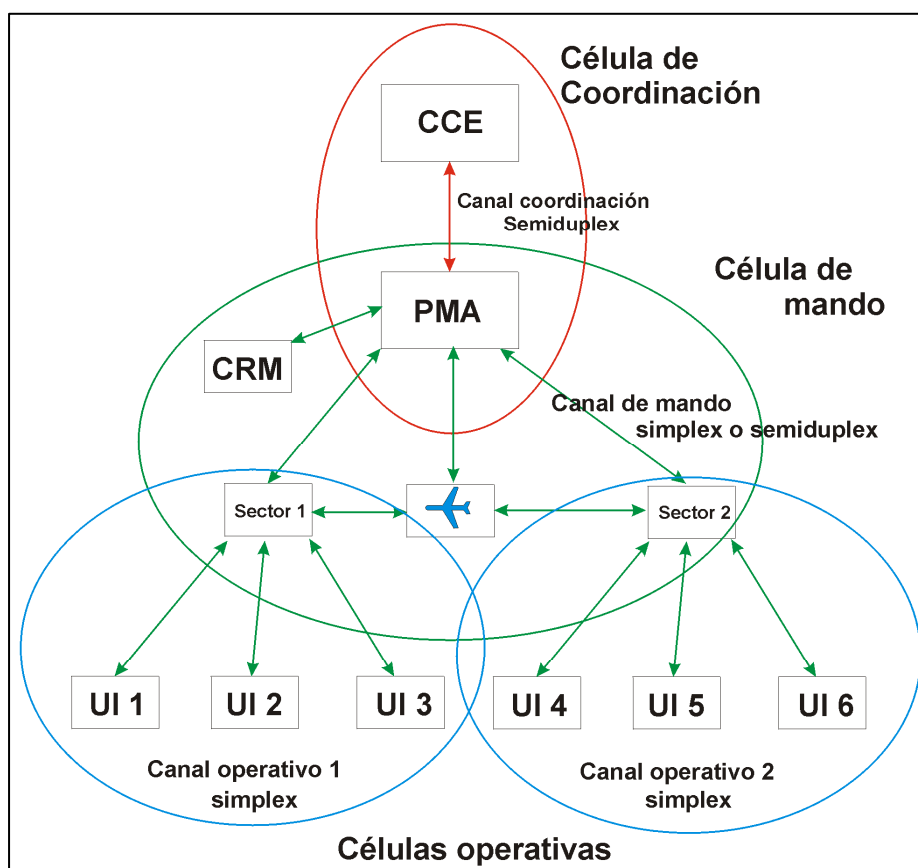 Célula de
Coordinación
CCE
Canal coordinación
Semiduplex
Célula de
mando
PMA
CRM
Canal de mando
simplex o semiduplex
Sector 1
Sector 2
UI 1
UI 2
UI 3
UI 4
UI 5
UI 6
Canal operativo 1
simplex
Canal operativo 2
simplex
Células operativas